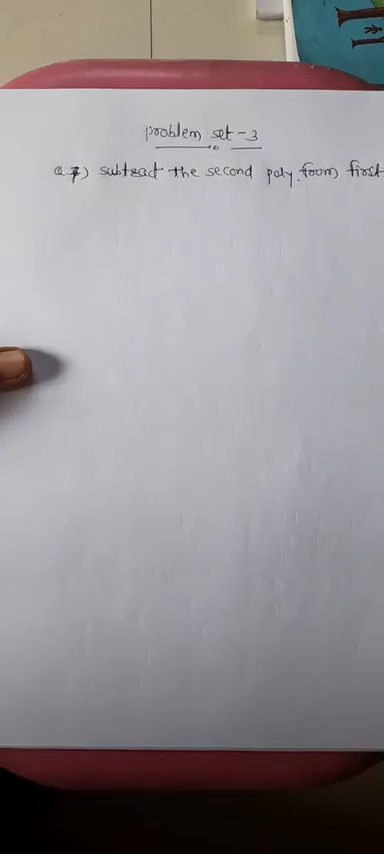 problem set-3
Q.7) subtract the second poly. from first